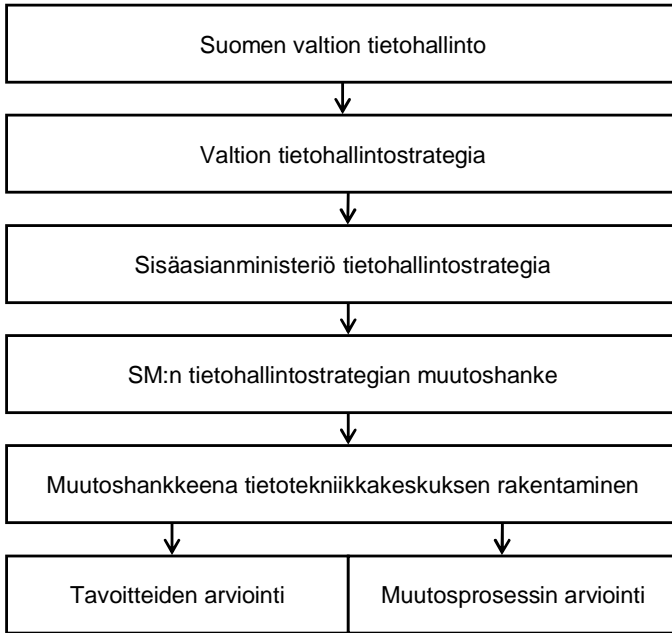 Suomen valtion tietohallinto
Valtion tietohallintostrategia
Sisäasianministeriö tietohallintostrategia
SM:n tietohallintostrategian muutoshanke
Muutoshankkeena tietotekniikkakeskuksen rakentaminen
Tavoitteiden arviointi
Muutosprosessin arviointi